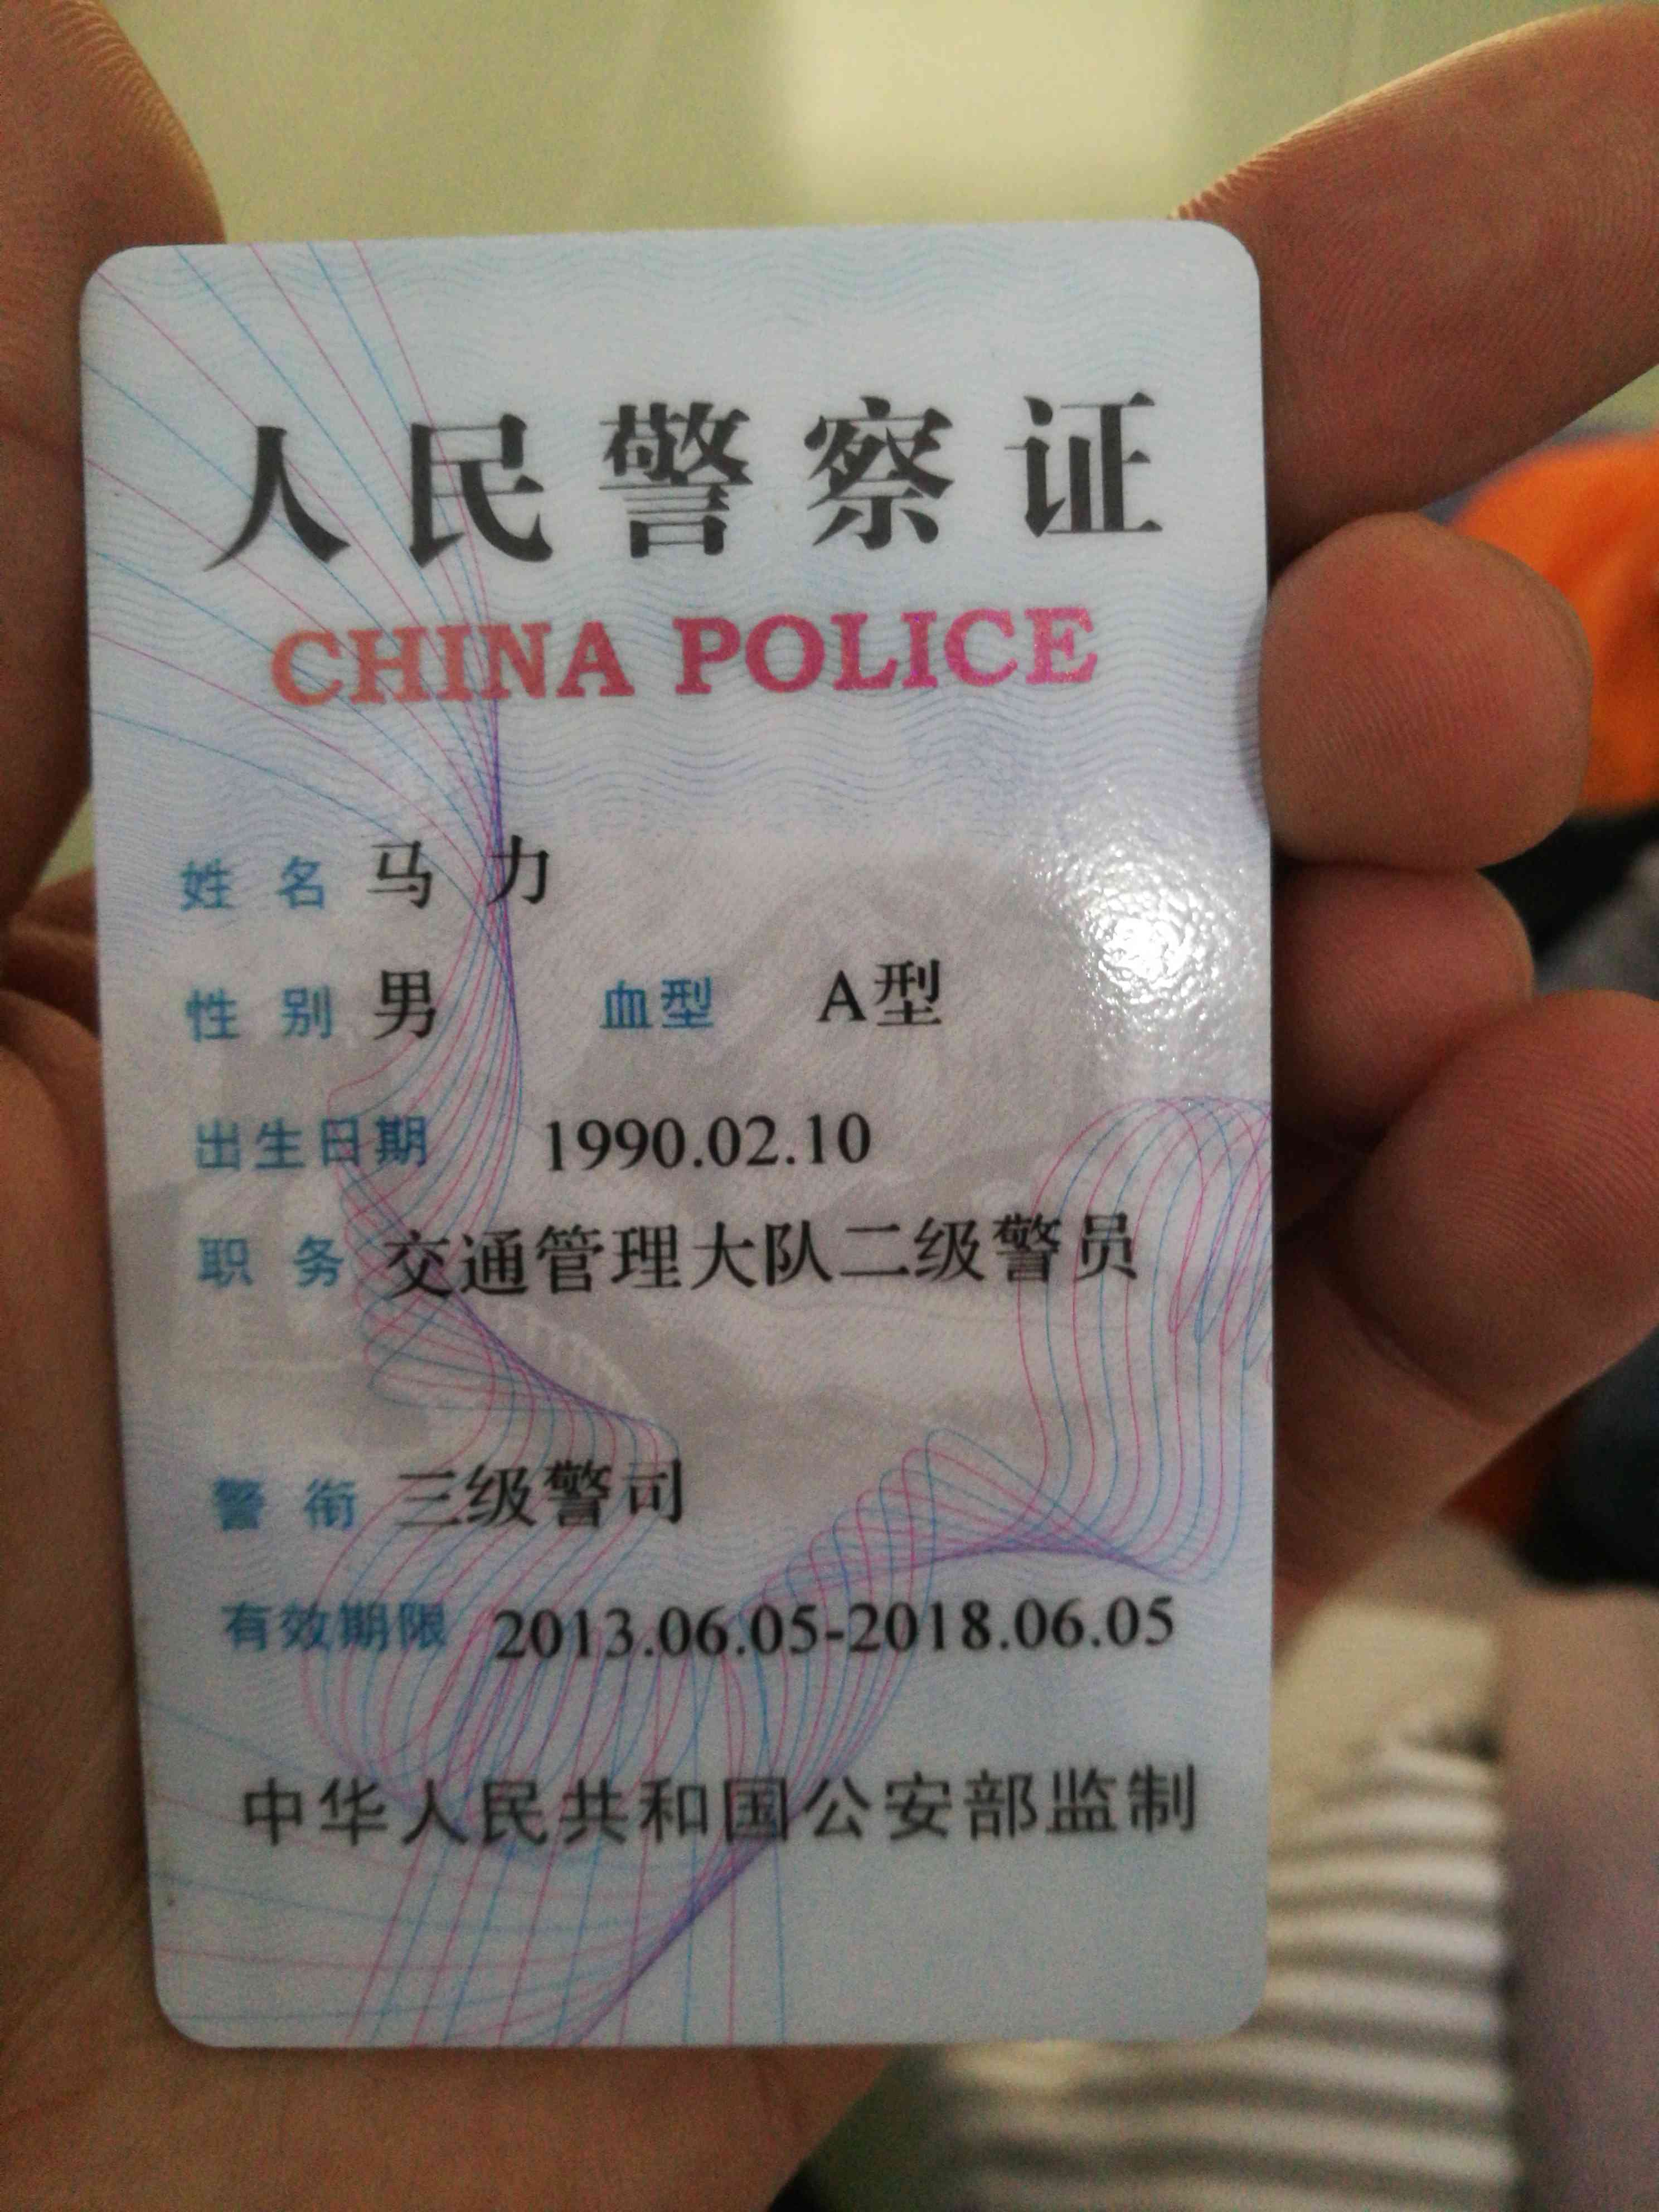 人民警察证
CHINA POLICE
姓名 马力
性别 男 血型 A型
出生日期 1990.02.10
职务 交通管理大队二级警员
警衔 三级警司
有效期限 2013.06.05-2018.06.05
中华人民共和国公安部监制